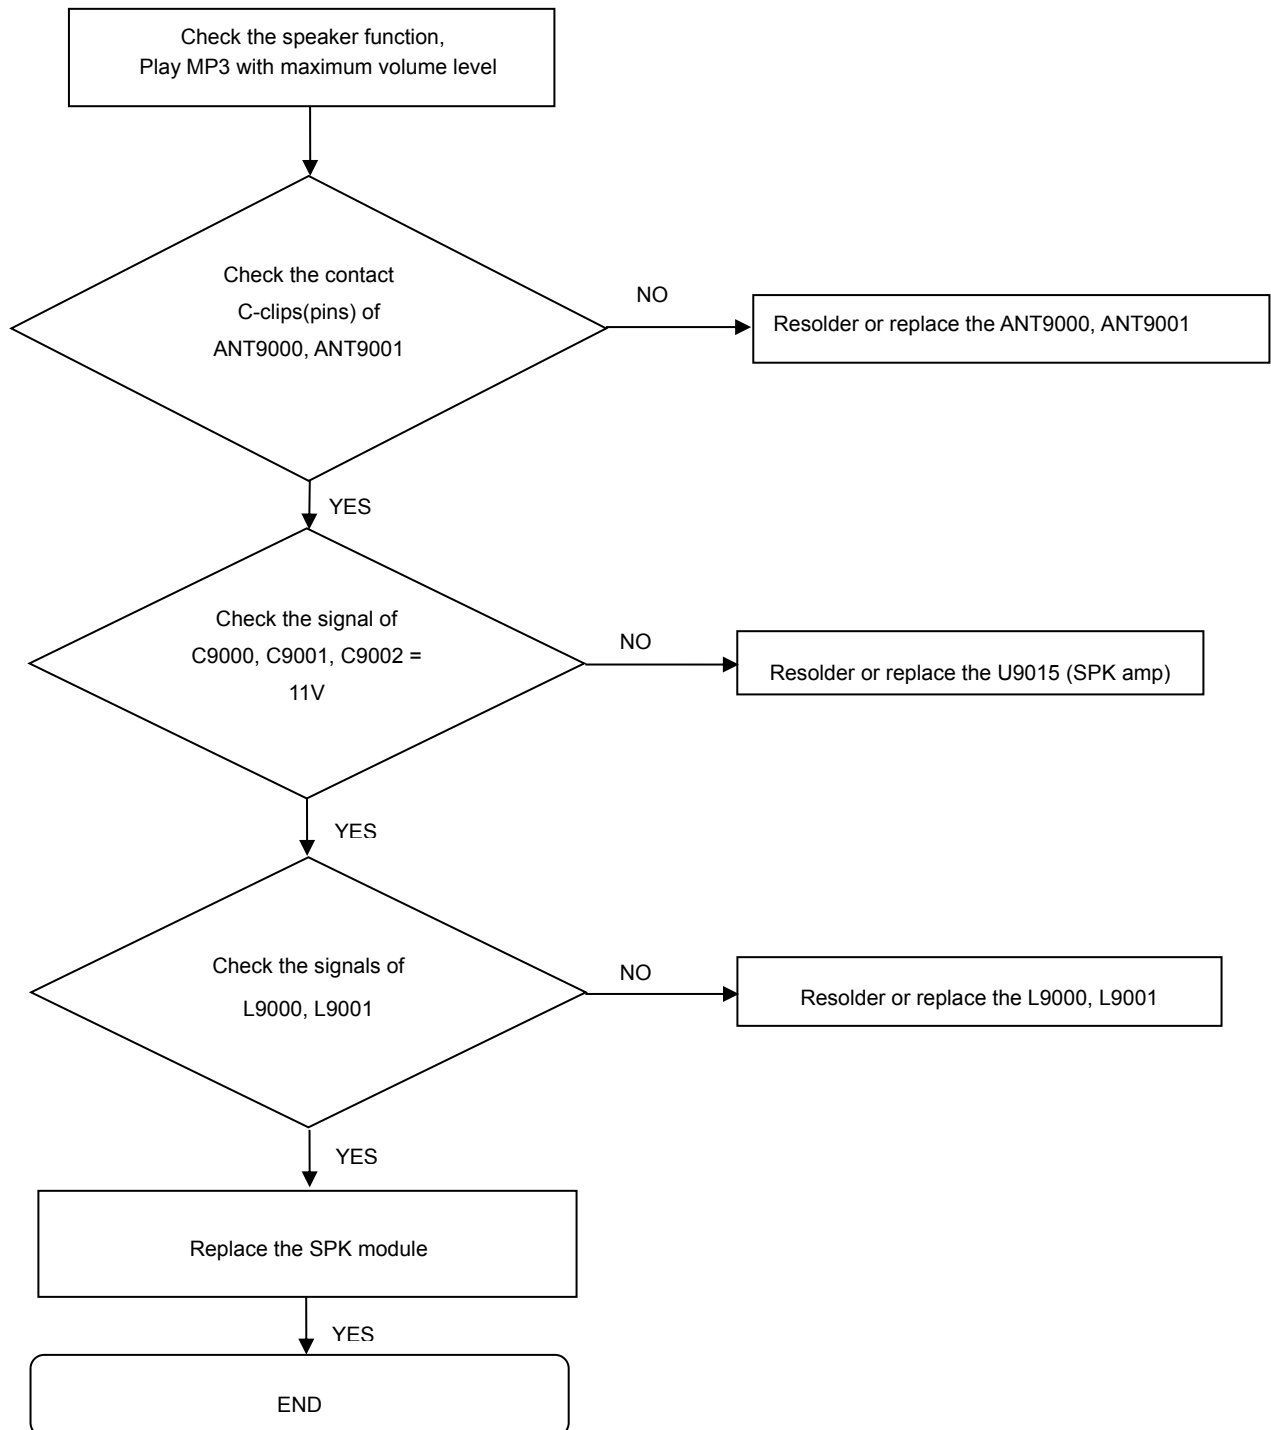 Check the speaker function,
Play MP3 with maximum volume level
Check the contact
C-clips(pins) of
ANT9000, ANT9001
NO
Resolder or replace the ANT9000, ANT9001
YES
Check the signal of
C9000, C9001, C9002 =
11V
NO
Resolder or replace the U9015 (SPK amp)
YES
Check the signals of
L9000, L9001
NO
Resolder or replace the L9000, L9001
YES
Replace the SPK module
YES
END